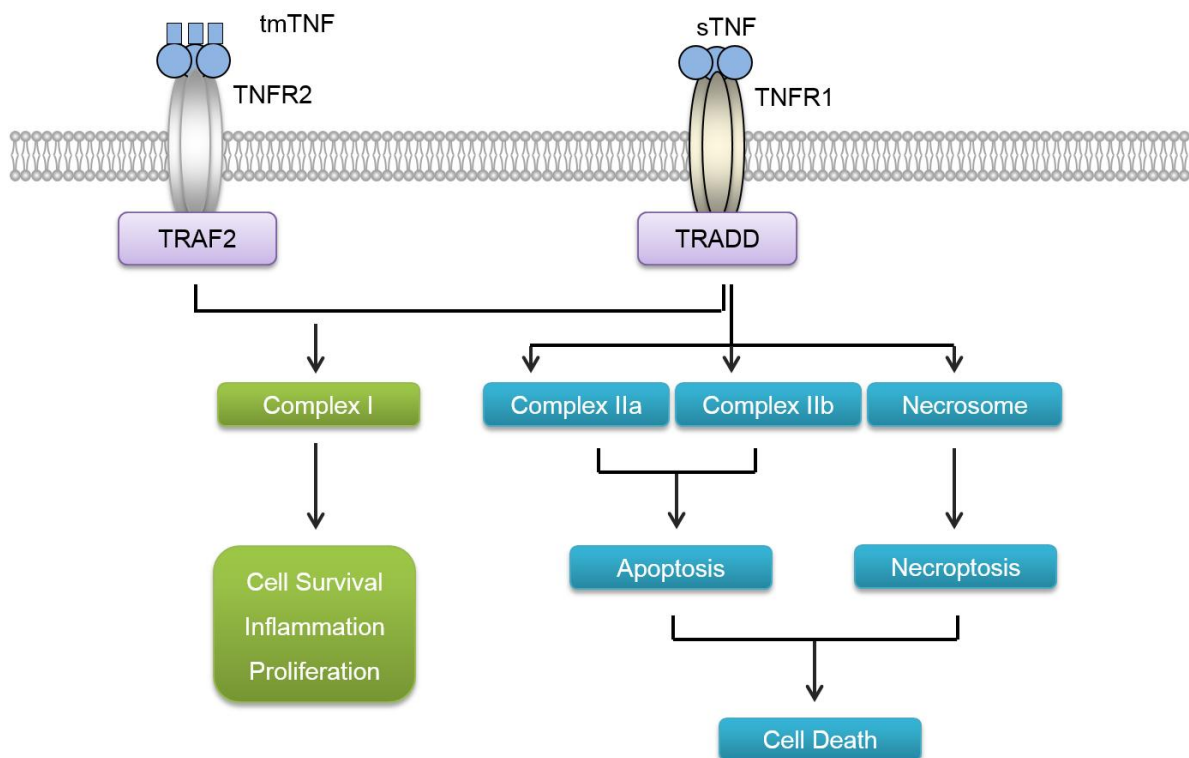 tmTNF
sTNF
TNFR2
TNFR1
TRAF2
TRADD
Complex I
Complex IIa
Complex IIb
Necrosome
Cell Survival
Inflammation
Proliferation
Apoptosis
Necroptosis
Cell Death